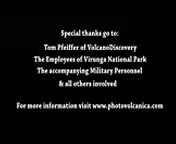 Special thanks go to:
Tom Pfeiffer of VolcanoDiscovery
The Employees of Virunga National Park
The accompanying Military Personnel
& all others involved
For more information visit www.photovolcanica.com